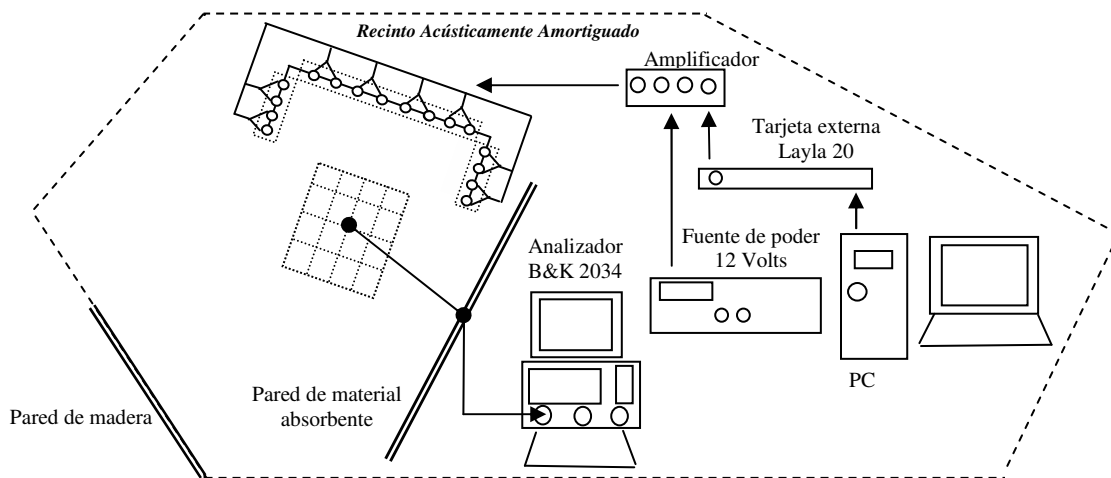 Recinto Acústicamente Amortiguado
Amplificador
Tarjeta externa
Layla 20
Analizador
B&K 2034
Fuente de poder
12 Volts
PC
Pared de material
absorbente
Pared de madera